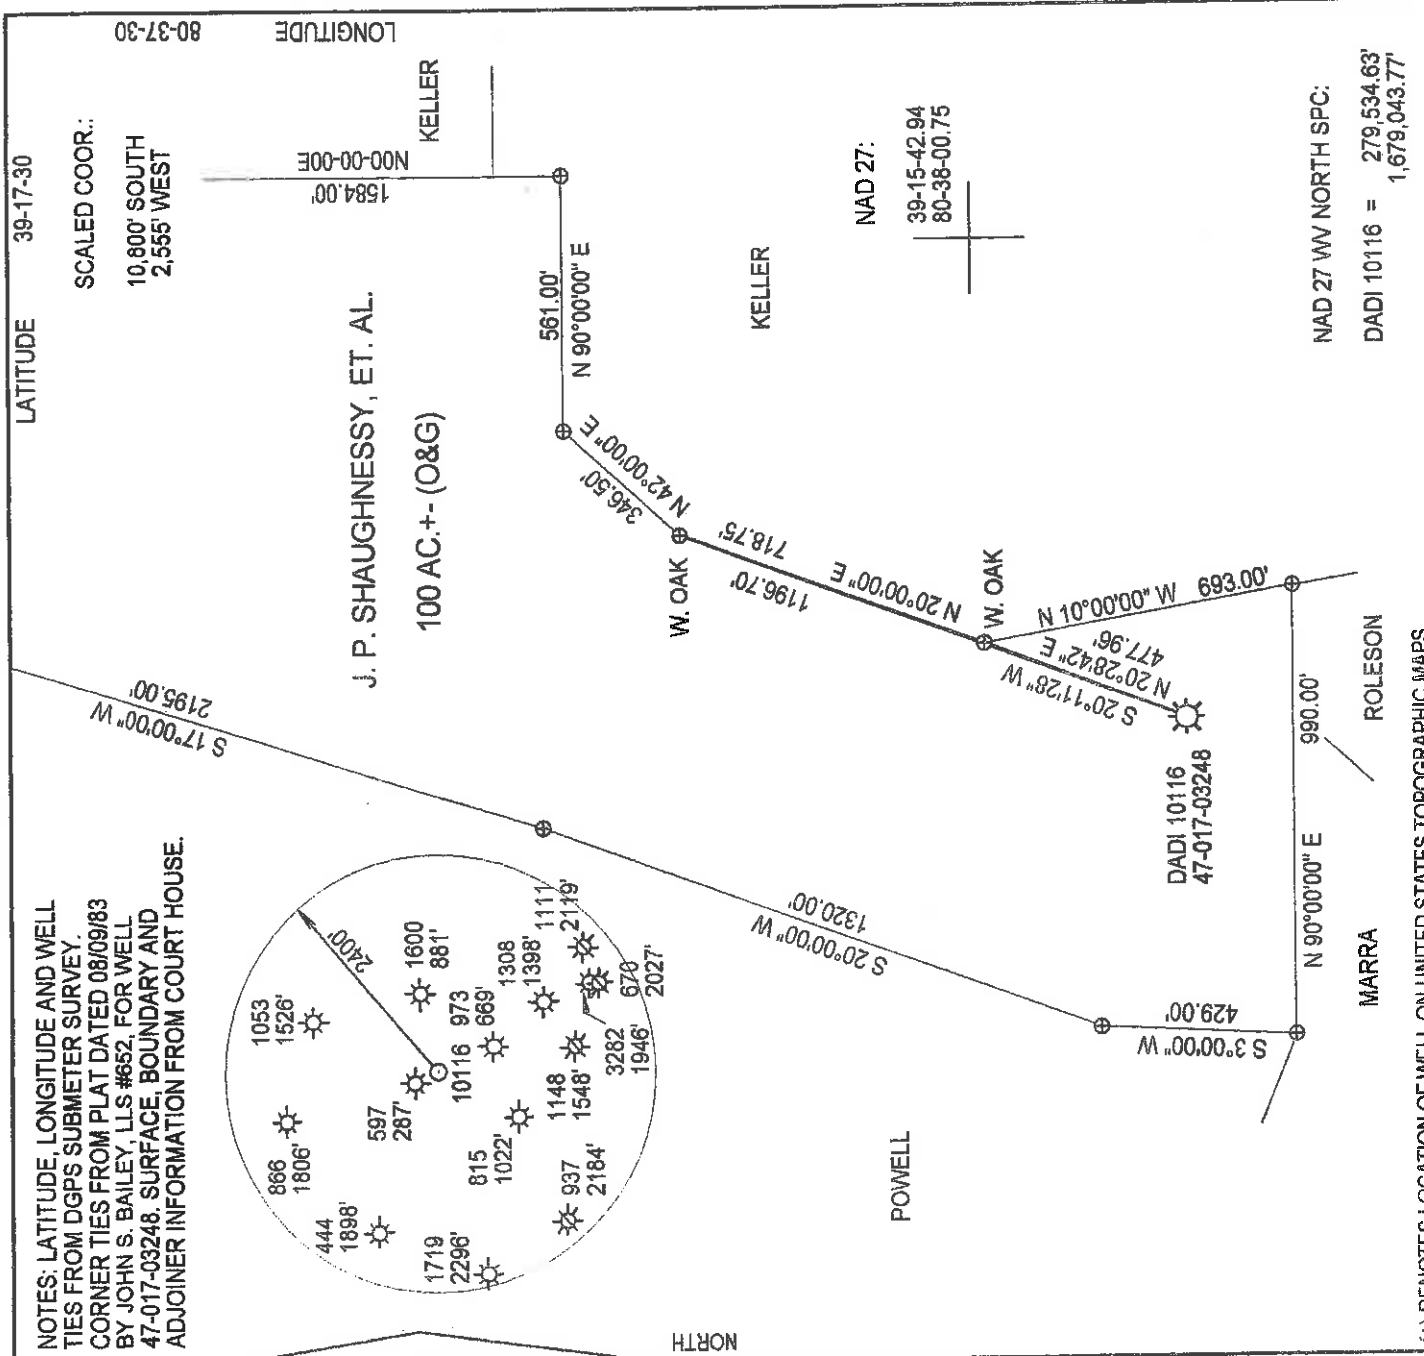 NOTES: LATITUDE, LONGITUDE AND WELL
TIES FROM DGPS SUBMETER SURVEY.
CORNER TIES FROM PLAT DATED 08/09/83
BY JOHN S. BAILEY, LLS #652, FOR WELL
47-017-03248. SURFACE, BOUNDARY AND
ADJOINER INFORMATION FROM COURT HOUSE.
LATITUDE 39-17-30
LONGITUDE 80-37-30
SCALED COOR.:
10,800' SOUTH
2,555' WEST
KELLER
N00-00-00E
1584.00'
J. P. SHAUGHNESSY, ET. AL.
100 AC.+- (O&G)
561.00'
N 90°00'00" E
346.50'
N 42°00'00" E
KELLER
NAD 27:
39-15-42.94
80-38-00.75
S 17°00'00" W
2195.00'
W. OAK
718.75'
1196.70'
N 20°00'00" E
W. OAK
N 10°00'00" W 693.00'
477.96'
N 20°28'42" E
S 20°11'28" W
DADI 10116
47-017-03248
1320.00'
S 20°00'00" W
429.00'
S 3°00'00" W
N 90°00'00" E
990.00'
MARRA
ROLESON
POWELL
NORTH
2400'
1053
1526'
1600
881'
866
1806'
597
287'
10116
973
669'
1308
1398'
1111
2119'
670
2027'
3282
1946'
1148
1548'
815
1022'
937
2184'
444
1898'
1719
2296'
NAD 27 WV NORTH SPC:
DADI 10116 = 279,534.63'
1,679,043.77'
(+) DENOTES LOCATION OF WELL ON UNITED STATES TOPOGRAPHIC MAPS